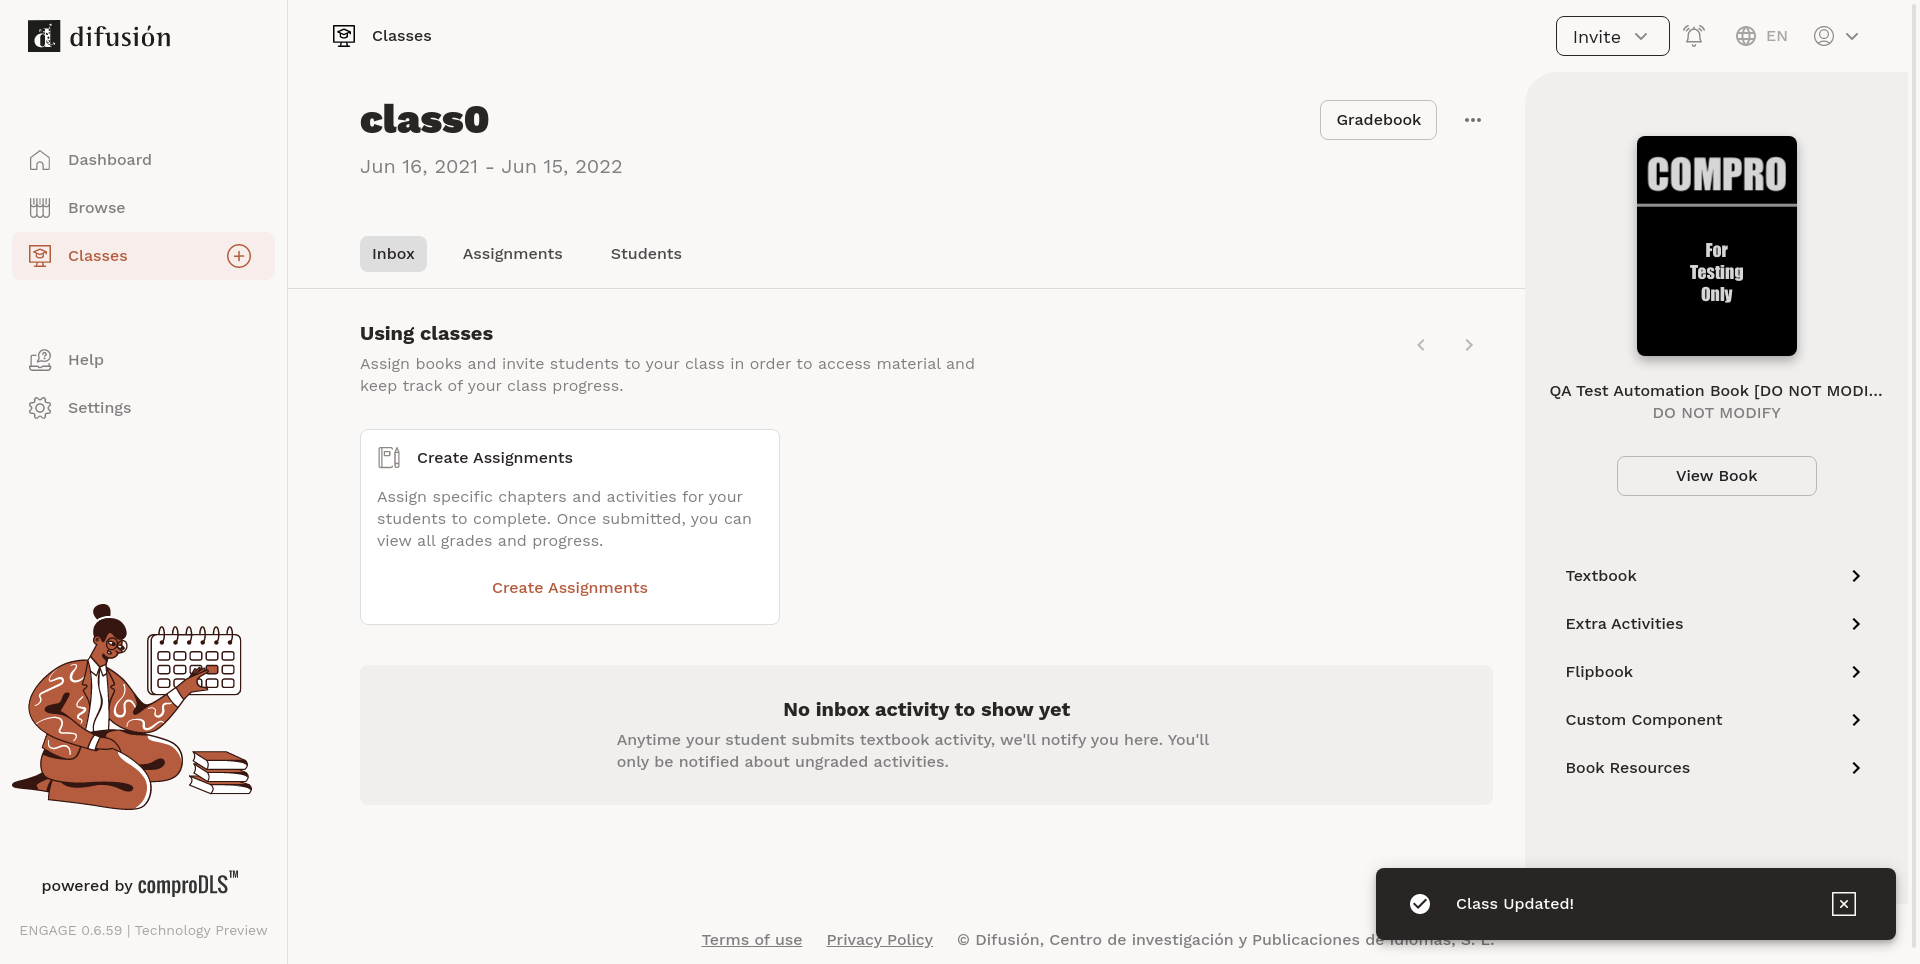 difusión
Dashboard
Browse
Classes
Help
Settings
powered by comproDLS™
ENGAGE 0.6.59 | Technology Preview
Classes
Invite
EN
class0
Gradebook
Jun 16, 2021 - Jun 15, 2022
Inbox
Assignments
Students
Using classes
Assign books and invite students to your class in order to access material and
keep track of your class progress.
Create Assignments
Assign specific chapters and activities for your
students to complete. Once submitted, you can
view all grades and progress.
Create Assignments
No inbox activity to show yet
Anytime your student submits textbook activity, we'll notify you here. You'll
only be notified about ungraded activities.
COMPRO
For
Testing
Only
QA Test Automation Book [DO NOT MODI...
DO NOT MODIFY
View Book
Textbook
Extra Activities
Flipbook
Custom Component
Book Resources
Class Updated!
Terms of use
Privacy Policy
© Difusión, Centro de investigación y Publicaciones de Idiomas, S. L.